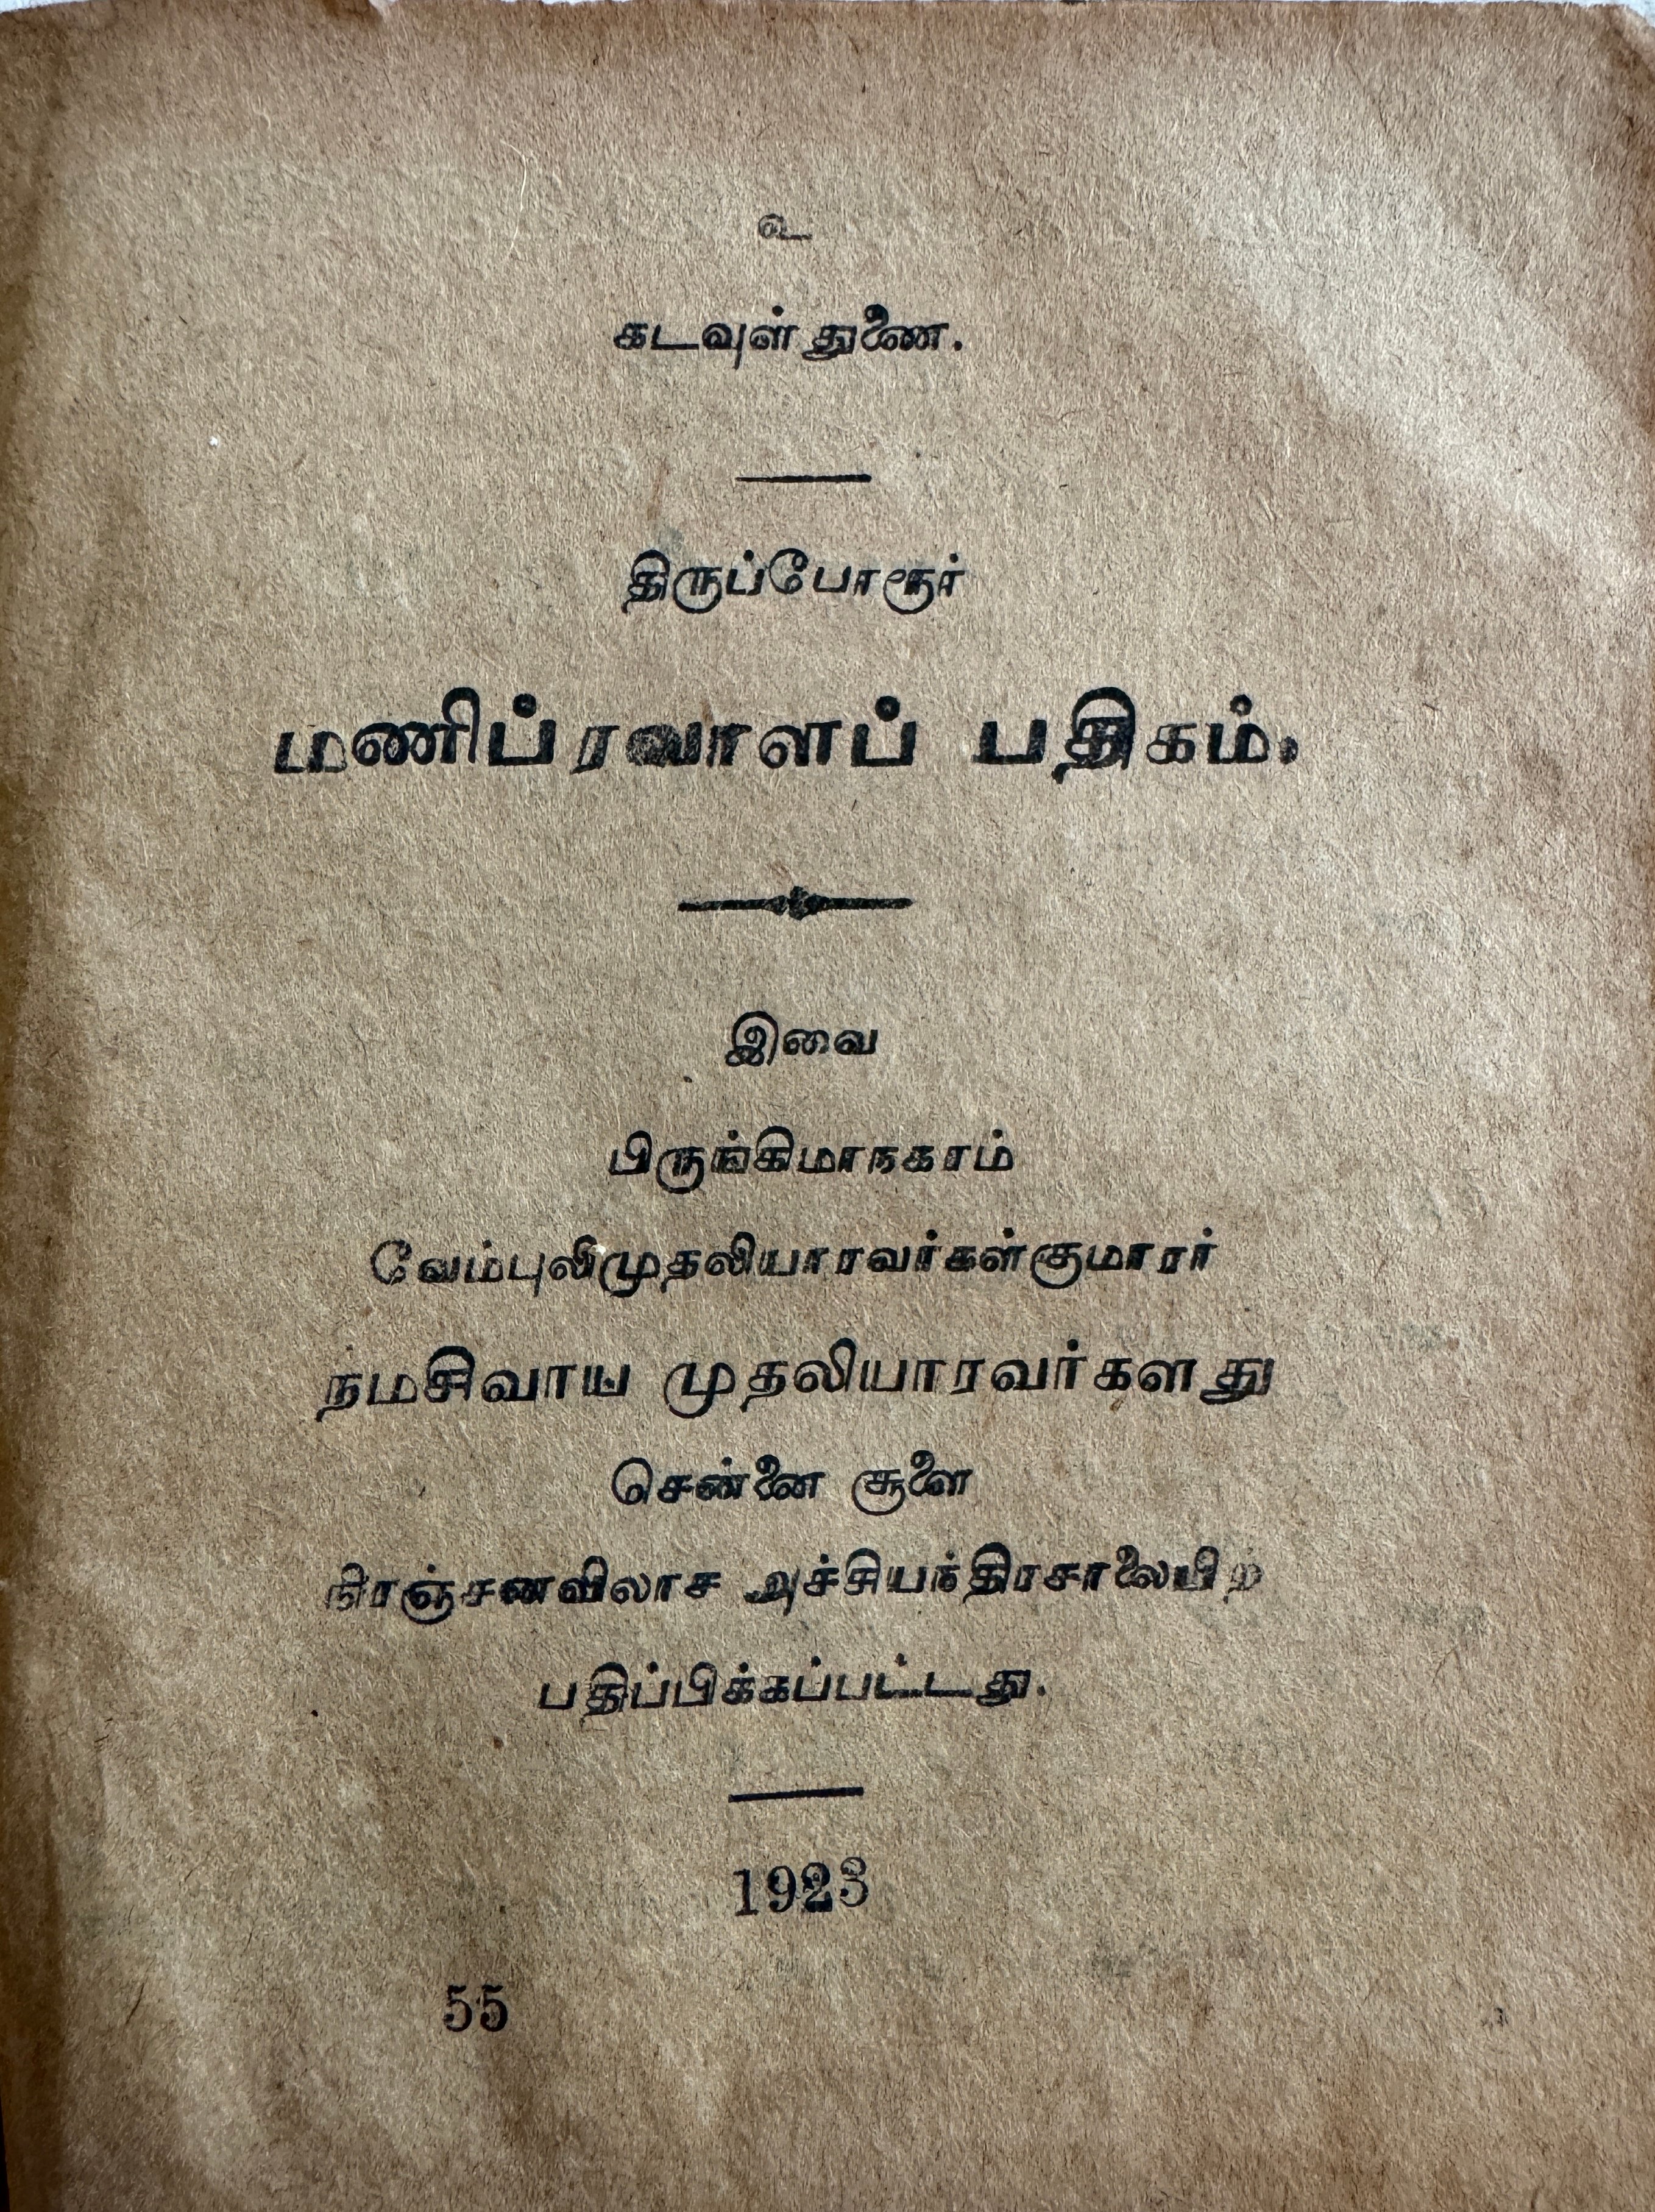 உ
கடவுள் துணை.
திருப்போரூர்
மணிப்ரவாளப் பதிகம்.
இவை
பிருங்கிமாநகரம்
வேம்புலிமுதலியாரவர்கள்குமாரர்
நமசிவாய முதலியாரவர்களது
சென்னை சூளை
நிரஞ்சனவிலாச அச்சியந்திரசாலையிற்
பதிப்பிக்கப்பட்டது.
1923
55